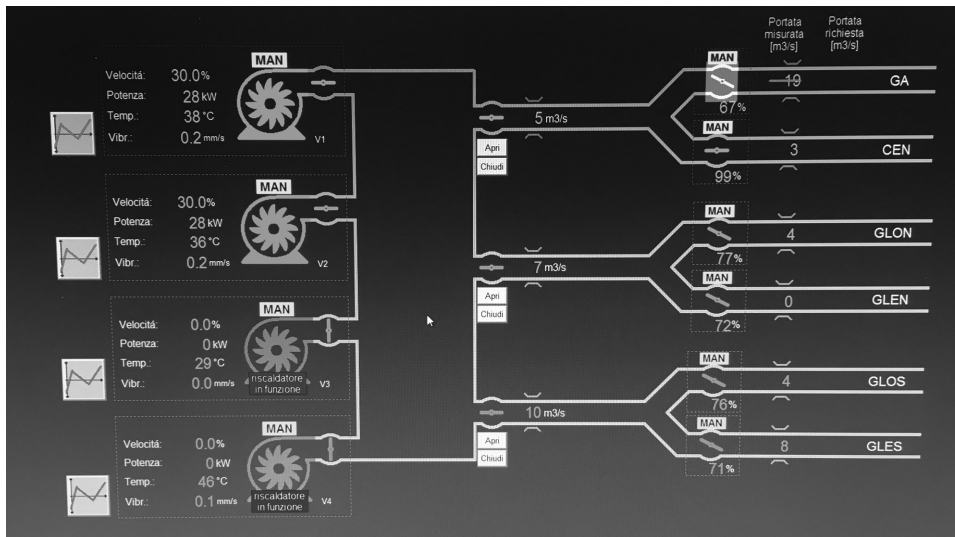 Portata misurata [m3/s]
Portata richiesta [m3/s]
MAN
Velocitá: 30.0%
Potenza: 28 kW
Temp.: 38 °C
Vibr.: 0.2 mm/s
V1
MAN
Velocitá: 30.0%
Potenza: 28 kW
Temp.: 36 °C
Vibr.: 0.2 mm/s
V2
MAN
Velocitá: 0.0%
Potenza: 0 kW
Temp.: 29 °C
Vibr.: 0.0 mm/s
riscaldatore
in funzione
V3
MAN
Velocitá: 0.0%
Potenza: 0 kW
Temp.: 46 °C
Vibr.: 0.1 mm/s
riscaldatore
in funzione
V4
5 m3/s
Apri
Chiudi
7 m3/s
Apri
Chiudi
10 m3/s
Apri
Chiudi
MAN
67%
19 GA
MAN
99%
3 CEN
MAN
77%
4 GLON
MAN
72%
0 GLEN
MAN
76%
4 GLOS
MAN
71%
8 GLES